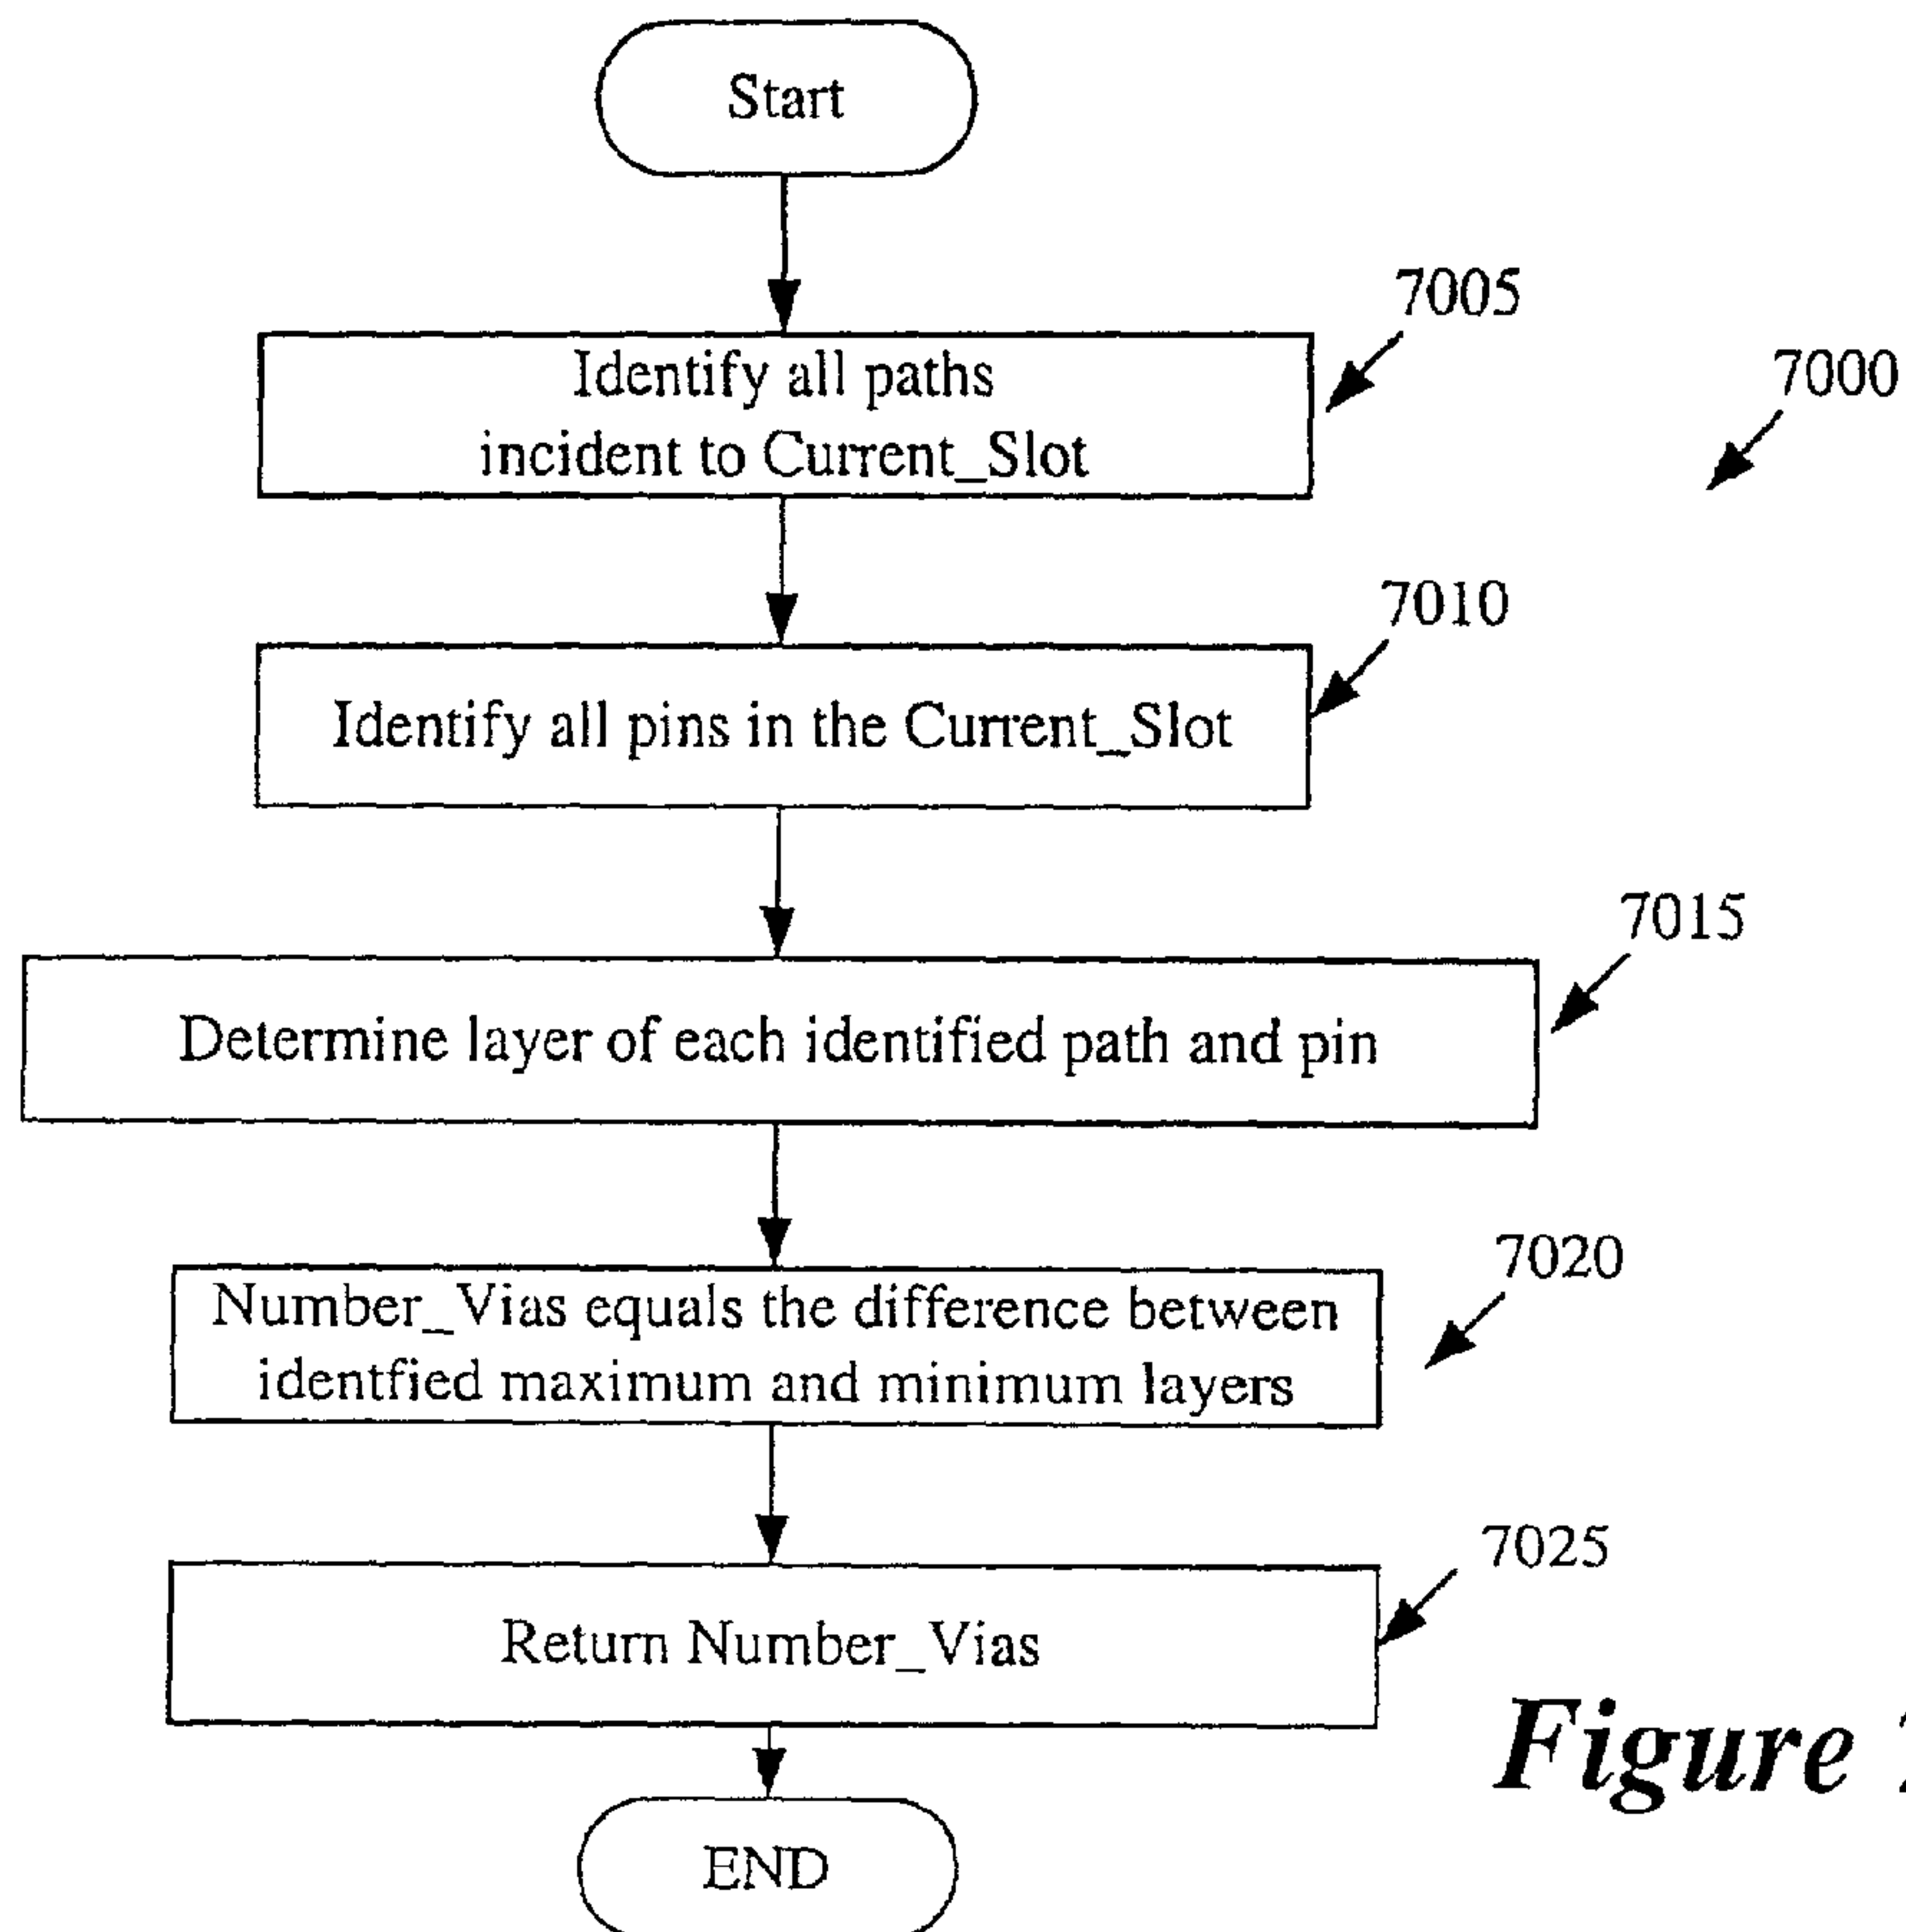 Start
7005
Identify all paths
incident to Current_Slot
7000
7010
Identify all pins in the Current_Slot
7015
Determine layer of each identified path and pin
7020
Number_Vias equals the difference between
identfied maximum and minimum layers
7025
Return Number_Vias
Figure
END